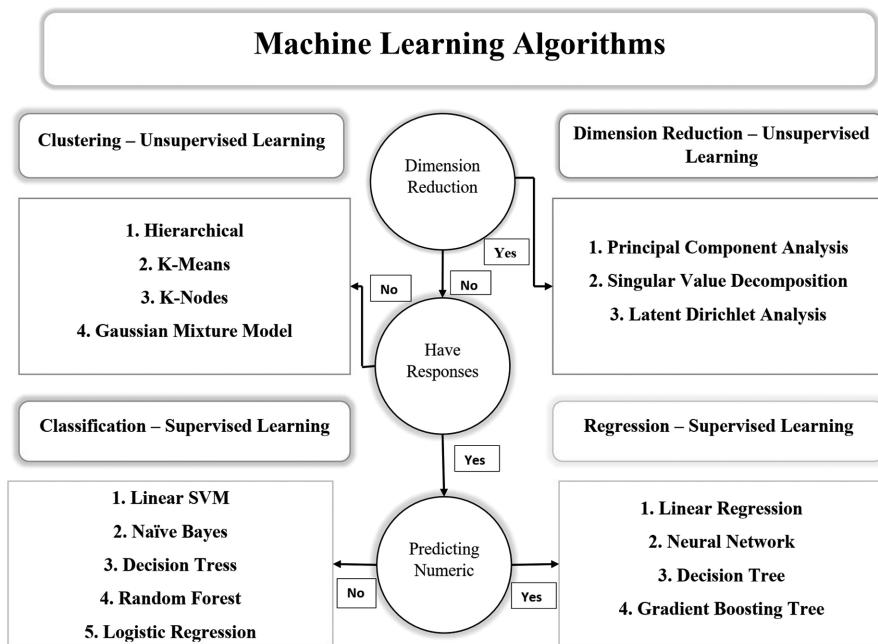 Machine Learning Algorithms
Clustering – Unsupervised Learning
1. Hierarchical
2. K-Means
3. K-Nodes
4. Gaussian Mixture Model
Dimension
Reduction
Yes
No
No
Dimension Reduction – Unsupervised
Learning
1. Principal Component Analysis
2. Singular Value Decomposition
3. Latent Dirichlet Analysis
Have
Responses
Yes
Classification – Supervised Learning
1. Linear SVM
2. Naïve Bayes
3. Decision Tress
4. Random Forest
5. Logistic Regression
Predicting
Numeric
No
Yes
Regression – Supervised Learning
1. Linear Regression
2. Neural Network
3. Decision Tree
4. Gradient Boosting Tree